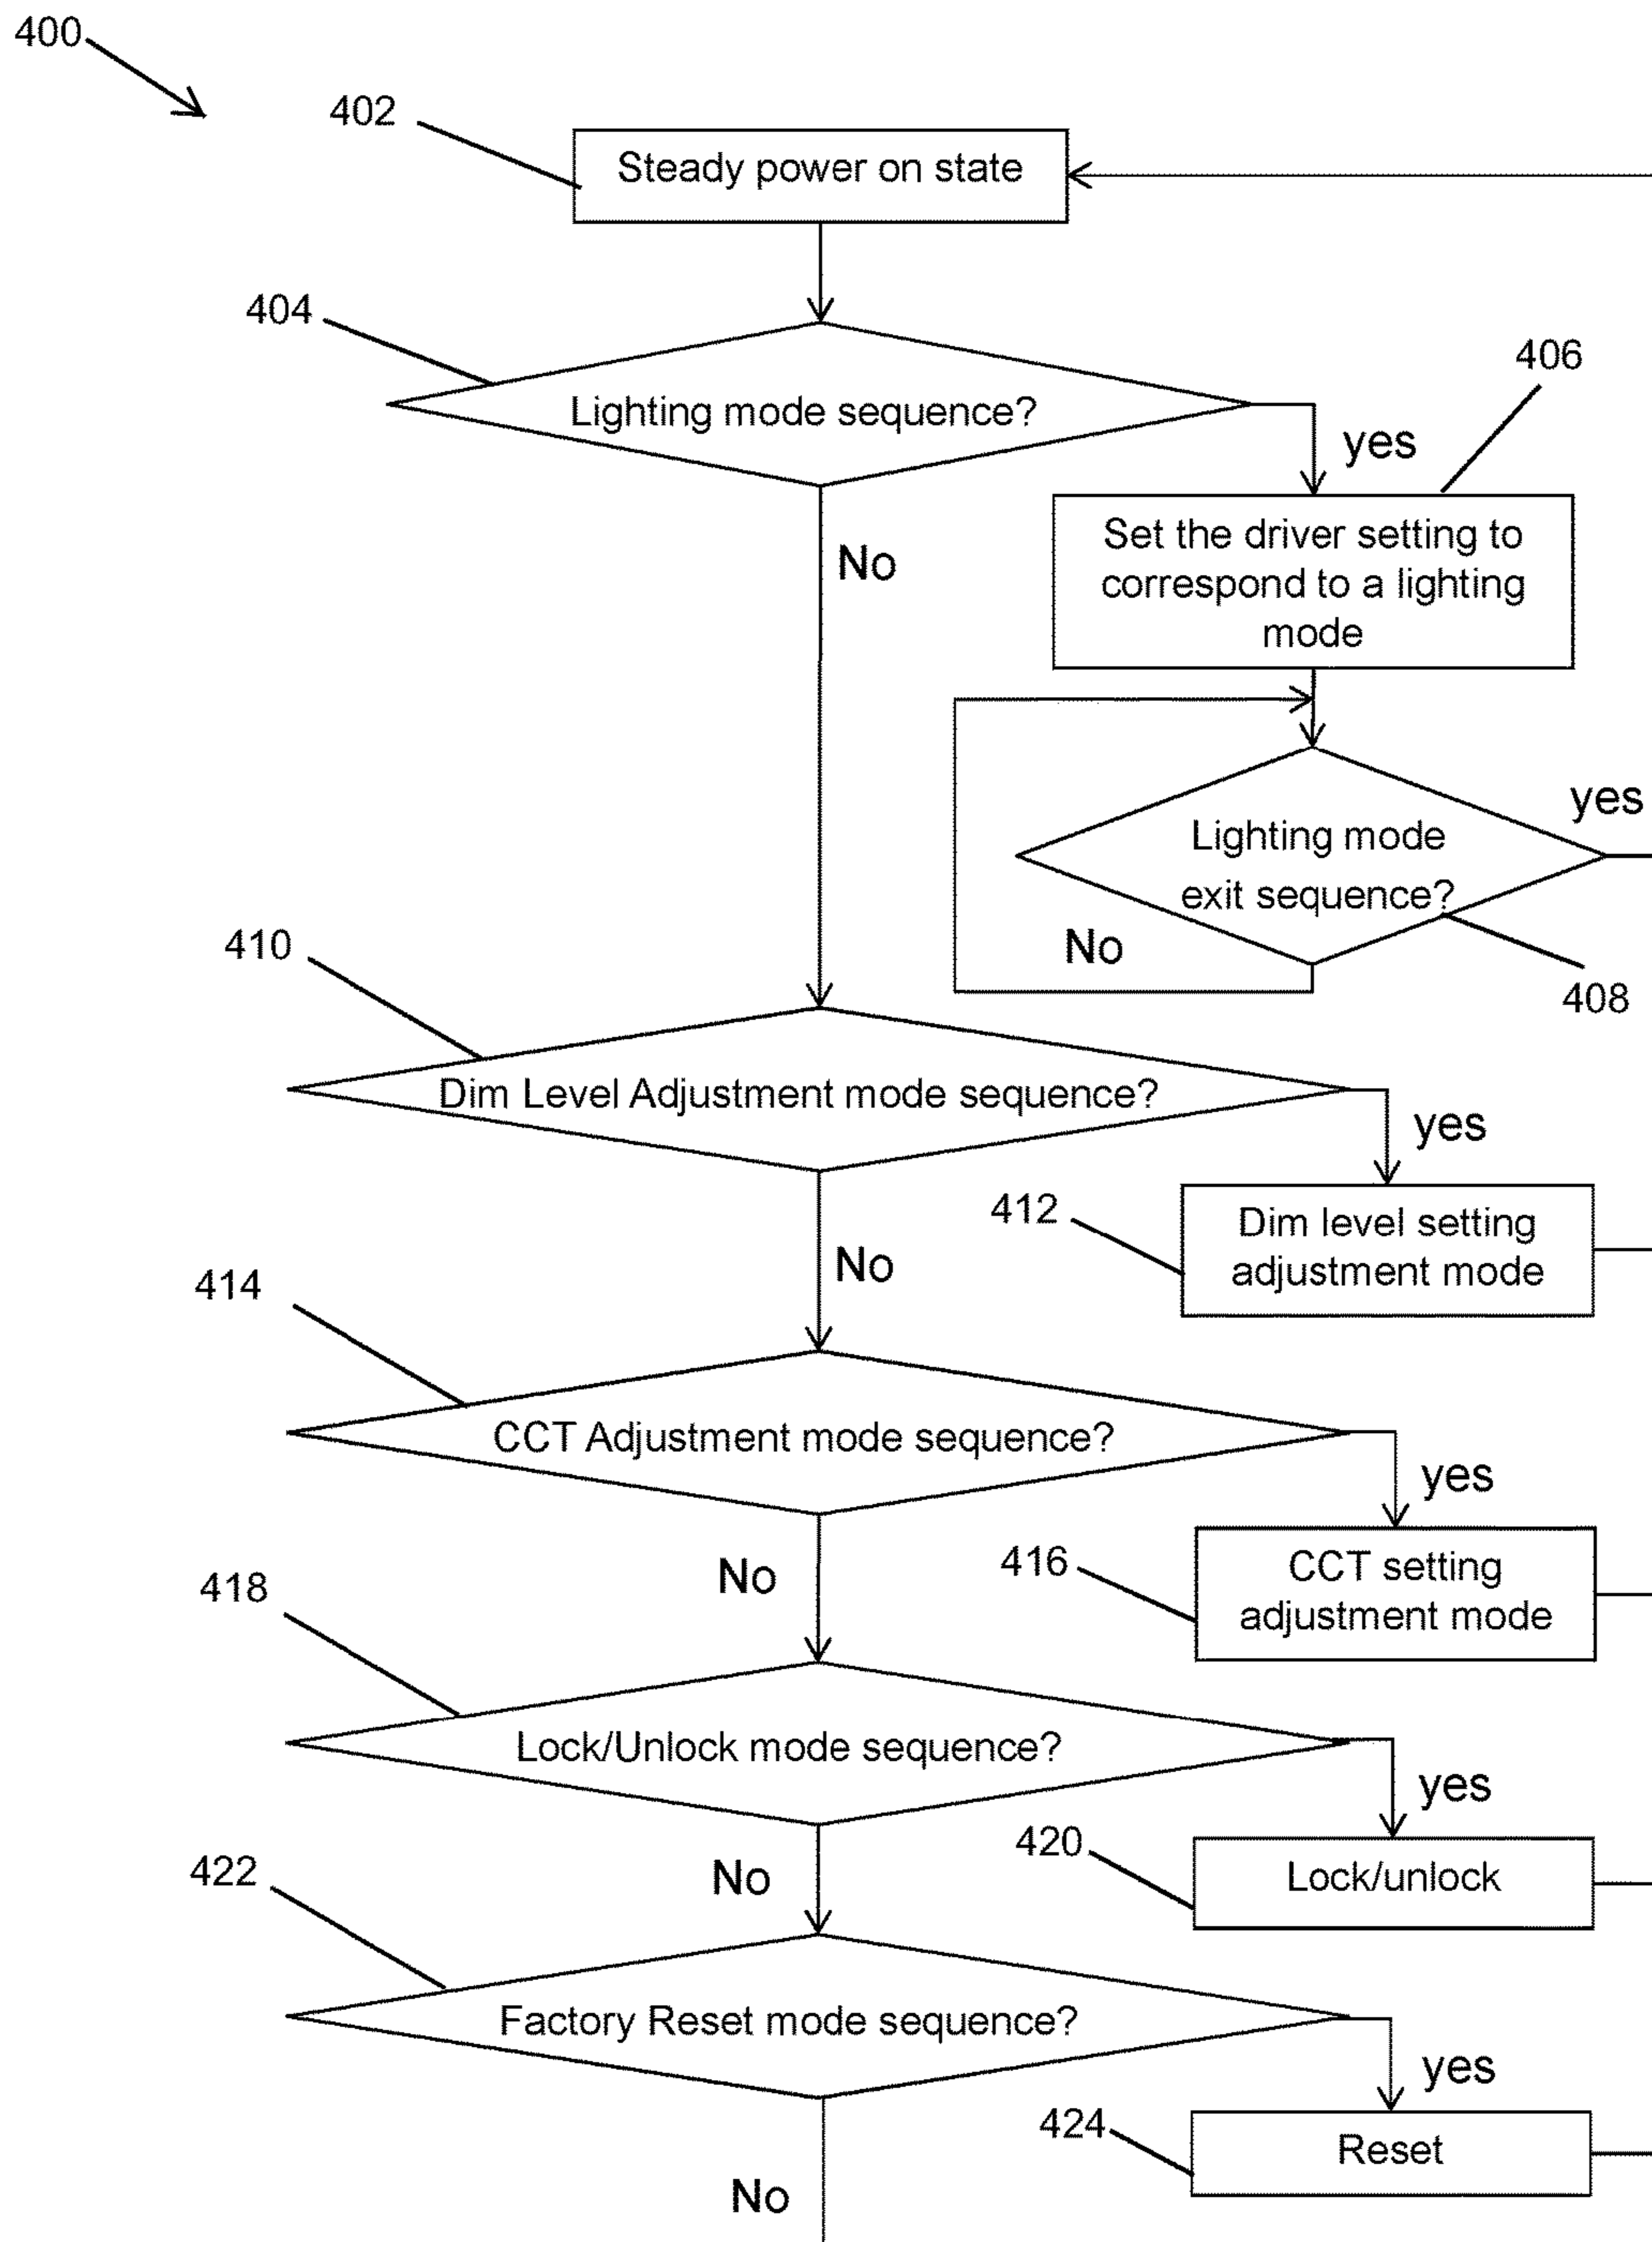 400
402
Steady power on state
404
Lighting mode sequence?
406
yes
Set the driver setting to
correspond to a lighting
mode
No
yes
Lighting mode
exit sequence?
No
408
410
Dim Level Adjustment mode sequence?
yes
412
Dim level setting
adjustment mode
No
414
CCT Adjustment mode sequence?
yes
416
CCT setting
adjustment mode
No
418
Lock/Unlock mode sequence?
yes
420
Lock/unlock
No
422
Factory Reset mode sequence?
yes
424
Reset
No